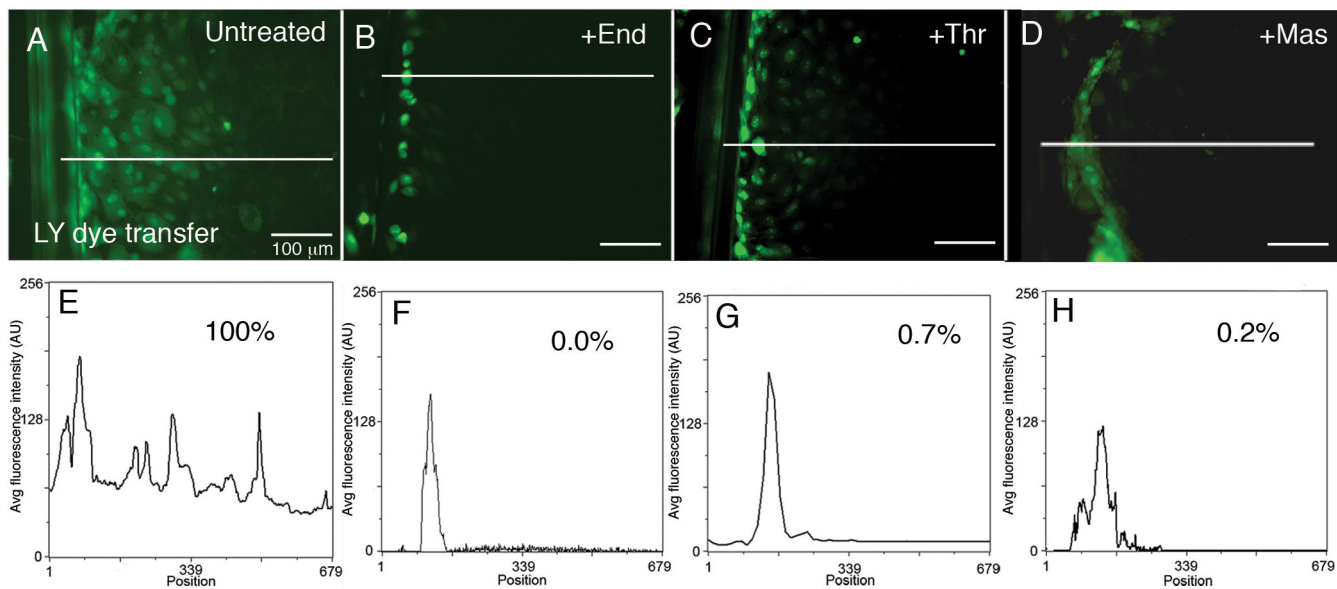 A
Untreated
LY dye transfer
100 μm
B
+End
C
+Thr
D
+Mas
E
100%
Avg fluorescence intensity (AU)
256
128
0
1
339
679
Position
F
0.0%
Avg fluorescence intensity (AU)
256
128
0
1
339
679
Position
G
0.7%
Avg fluorescence intensity (AU)
256
128
0
1
339
679
Position
H
0.2%
Avg fluorescence intensity (AU)
256
128
0
1
339
679
Position